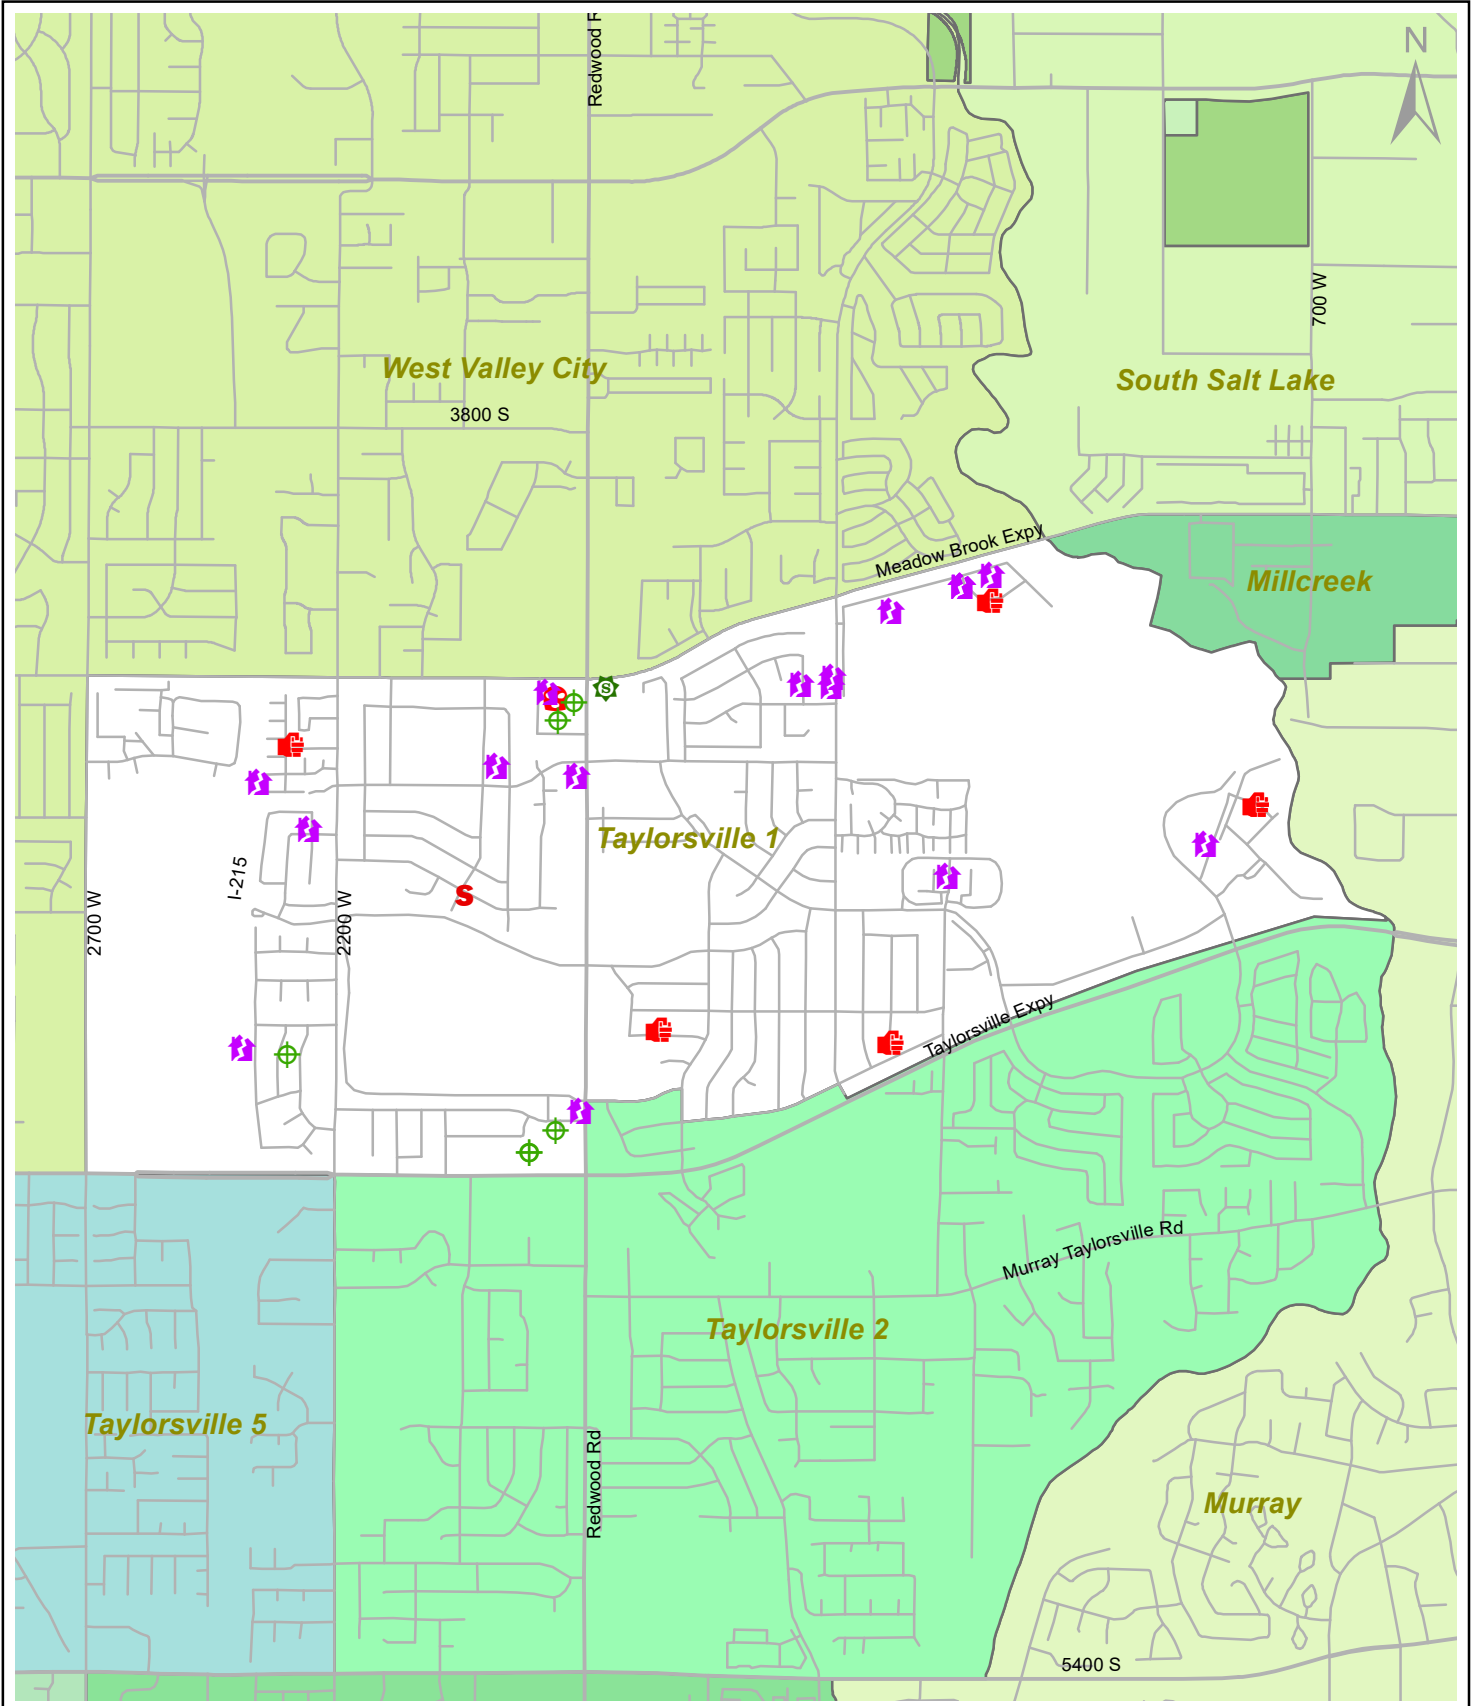 Redwood R
N
700 W
West Valley City
South Salt Lake
3800 S
Meadow Brook Expy
Millcreek
S
Taylorsville 1
I-215
S
2700 W
2200 W
Taylorsville Expy
Murray Taylorsville Rd
Taylorsville 2
Taylorsville 5
Redwood Rd
Murray
5400 S